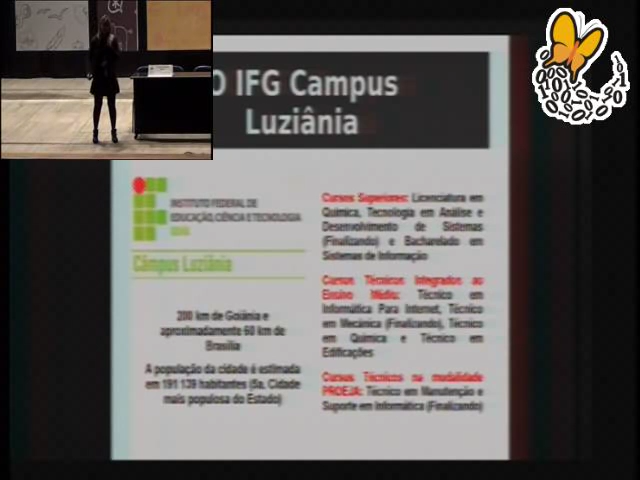 O IFG Campus
Luziânia
INSTITUTO FEDERAL DE
EDUCAÇÃO, CIÊNCIA E TECNOLOGIA
GOIÁS
Câmpus Luziânia
200 km de Goiânia e
aproximadamente 60 km de
Brasília
A população da cidade é estimada
em 191 139 habitantes (5a. Cidade
mais populosa do Estado)
Cursos Superiores: Licenciatura em
Química, Tecnologia em Análise e
Desenvolvimento de Sistemas
(Finalizando) e Bacharelado em
Sistemas de Informação
Cursos Técnicos Integrados ao
Ensino Médio: Técnico em
Informática Para Internet, Técnico
em Mecânica (Finalizando), Técnico
em Química e Técnico em
Edificações
Cursos Técnicos na modalidade
PROEJA: Técnico em Manutenção e
Suporte em Informática (Finalizando)